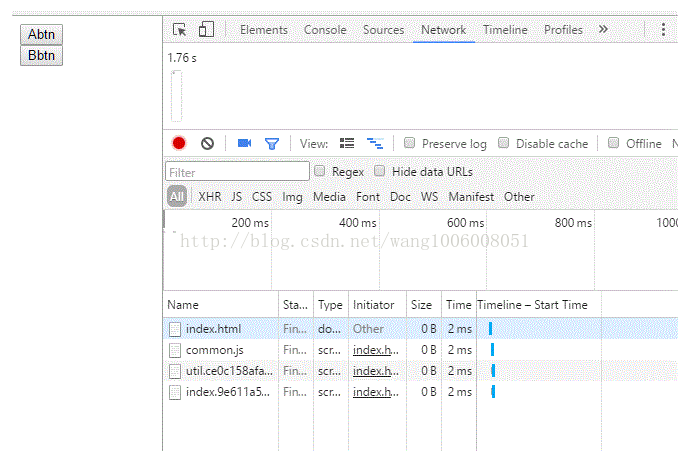 Abtn
Bbtn
Elements Console Sources Network Timeline Profiles »
1.76 s
View: Preserve log Disable cache Offline N
Filter Regex Hide data URLs
All XHR JS CSS Img Media Font Doc WS Manifest Other
200 ms 400 ms 600 ms 800 ms 1000
http://blog.csdn.net/wang1006008051
Name Sta... Type Initiator Size Time Timeline – Start Time
index.html Fin... do... Other 0 B 2 ms
common.js Fin... scr... index.h... 0 B 2 ms
util.ce0c158afa... Fin... scr... index.h... 0 B 2 ms
index.9e611a5... Fin... scr... index.h... 0 B 2 ms